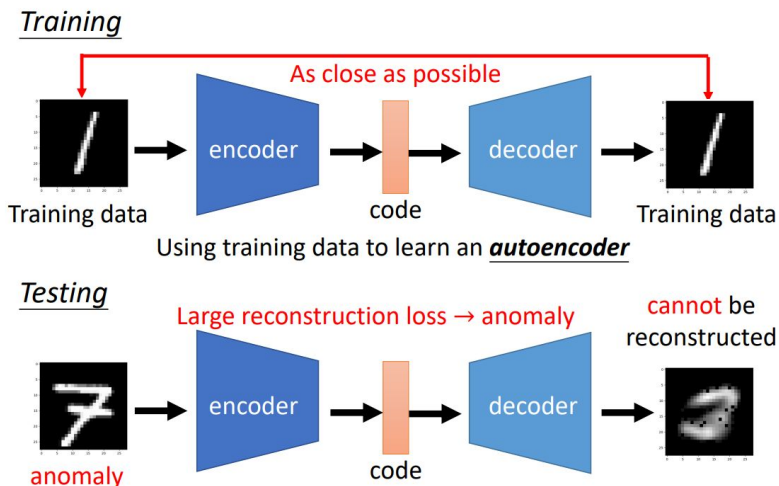 Training
As close as possible
encoder
decoder
Training data
code
Training data
Using training data to learn an autoencoder
Testing
Large reconstruction loss → anomaly
cannot be
reconstructed
encoder
decoder
anomaly
code